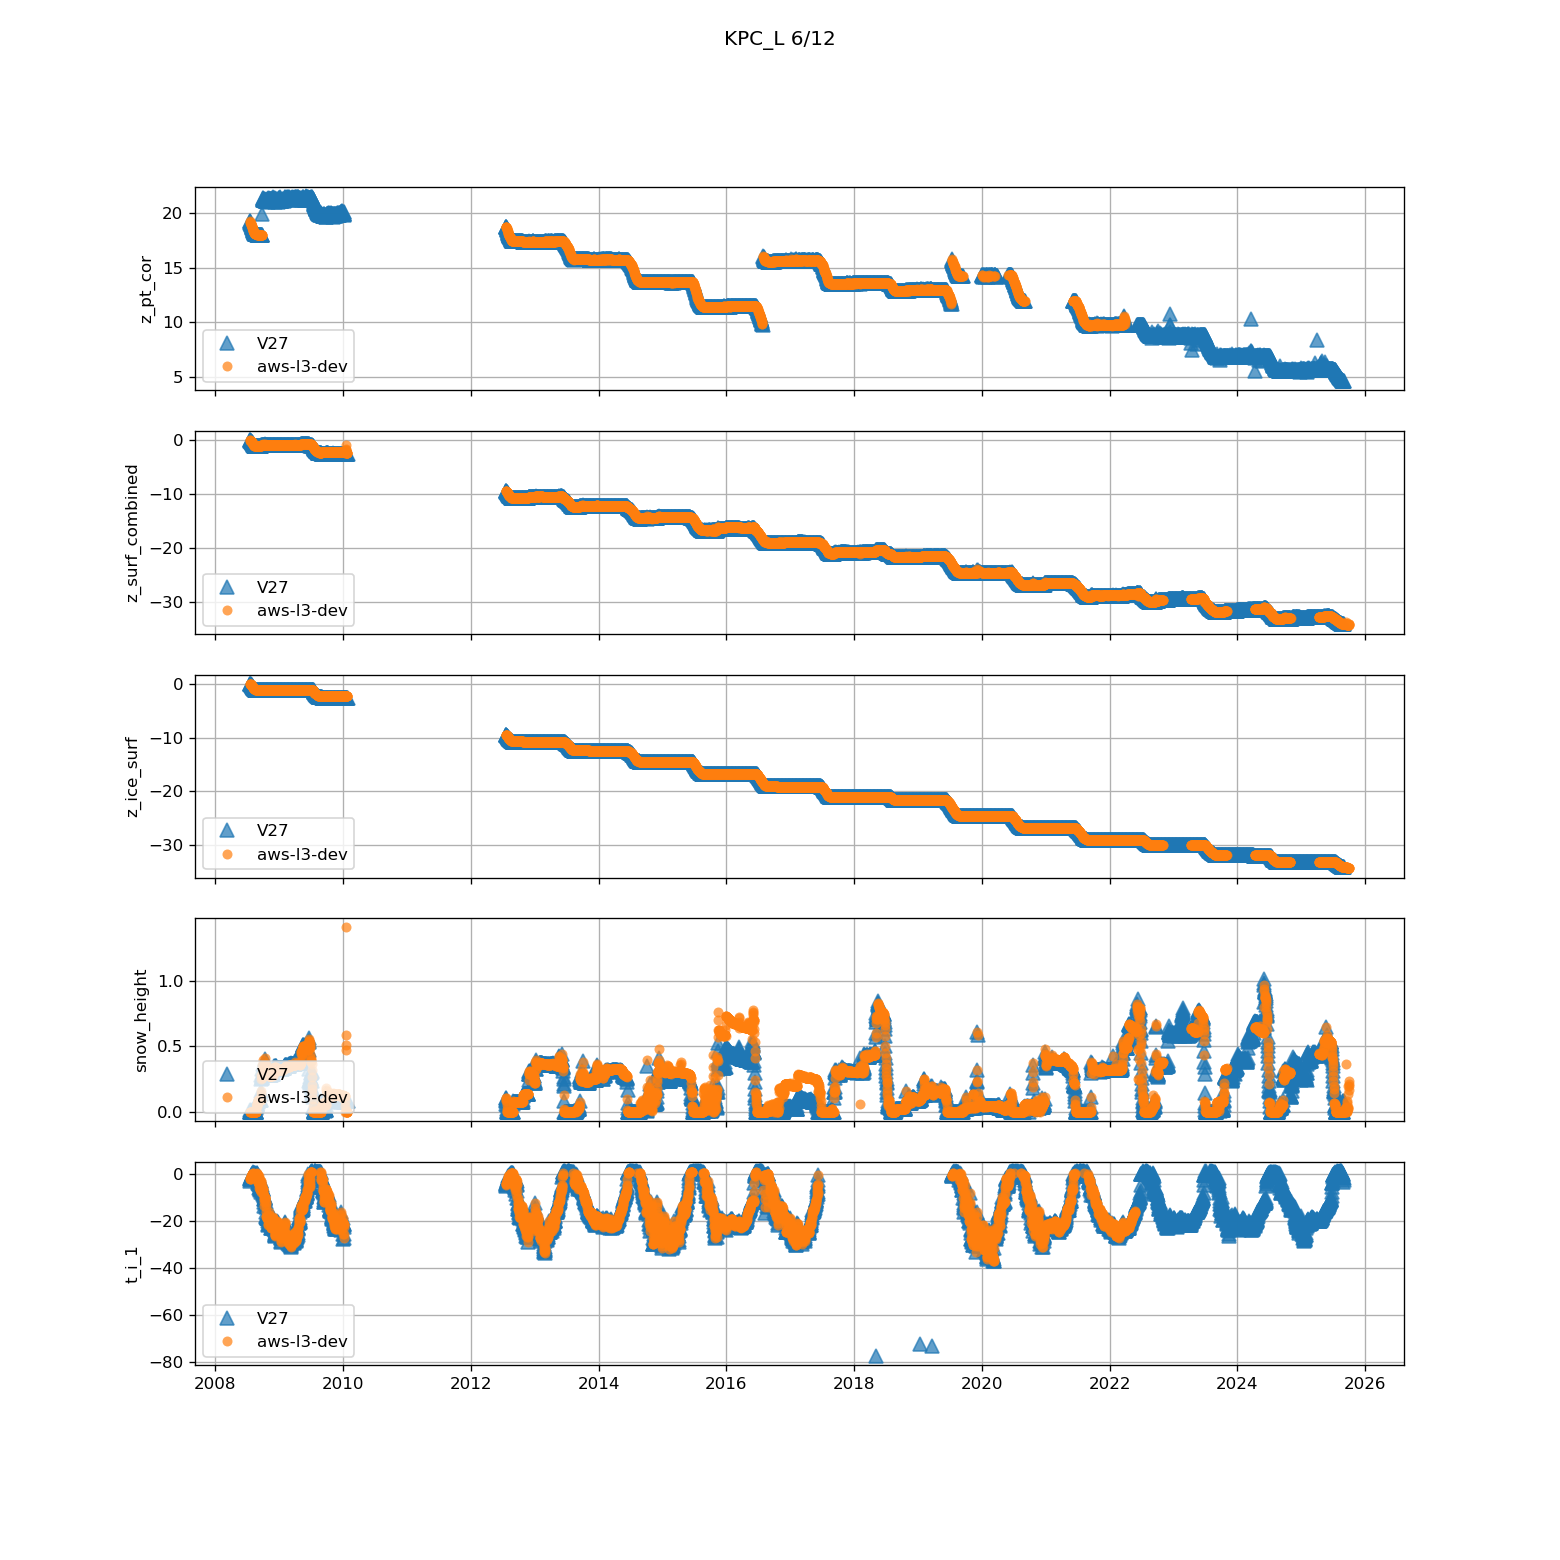 KPC_L 6/12
20
15
10
5
z_pt_cor
V27
aws-l3-dev
0
−10
−20
−30
z_surf_combined
V27
aws-l3-dev
0
−10
−20
−30
z_ice_surf
V27
aws-l3-dev
1.0
0.5
0.0
snow_height
V27
aws-l3-dev
0
−20
−40
−60
−80
t_i_1
V27
aws-l3-dev
2008 2010 2012 2014 2016 2018 2020 2022 2024 2026